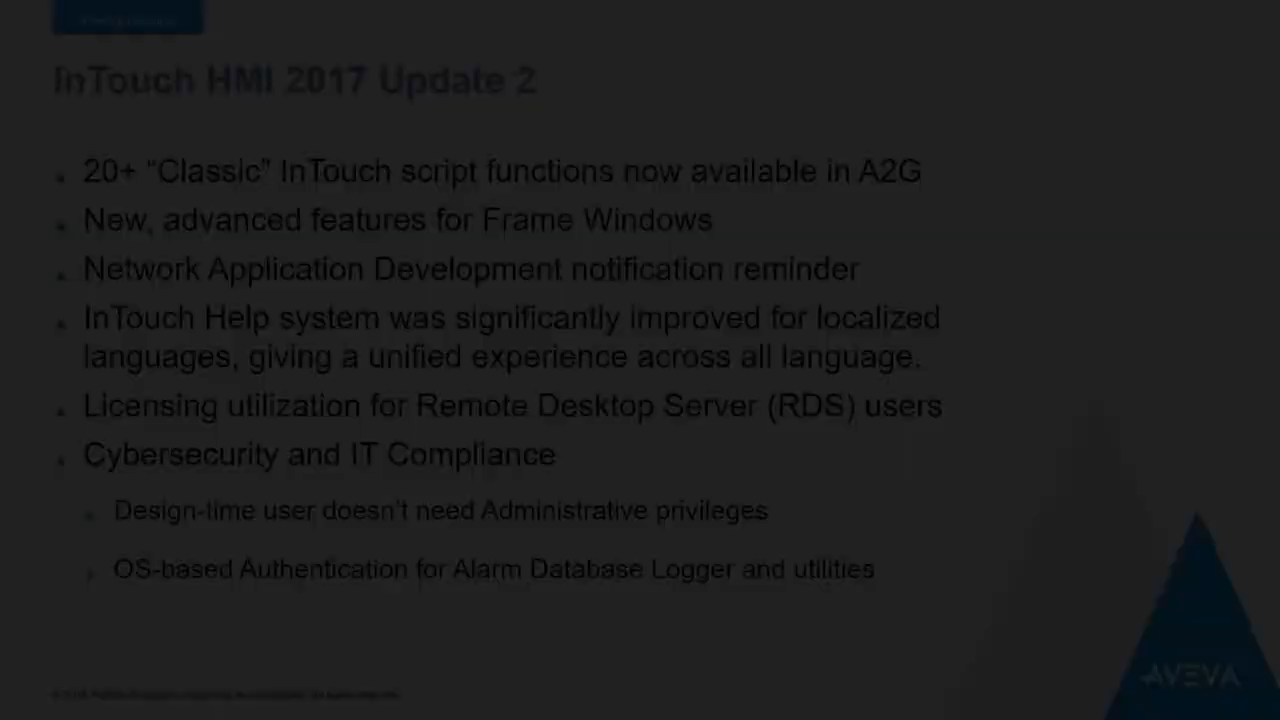 InTouch HMI 2017 Update 2
20+ “Classic” InTouch script functions now available in A2G
New, advanced features for Frame Windows
Network Application Development notification reminder
InTouch Help system was significantly improved for localized
languages, giving a unified experience across all language.
Licensing utilization for Remote Desktop Server (RDS) users
Cybersecurity and IT Compliance
Design-time user doesn't need Administrative privileges
OS-based Authentication for Alarm Database Logger and utilities
AVEVA